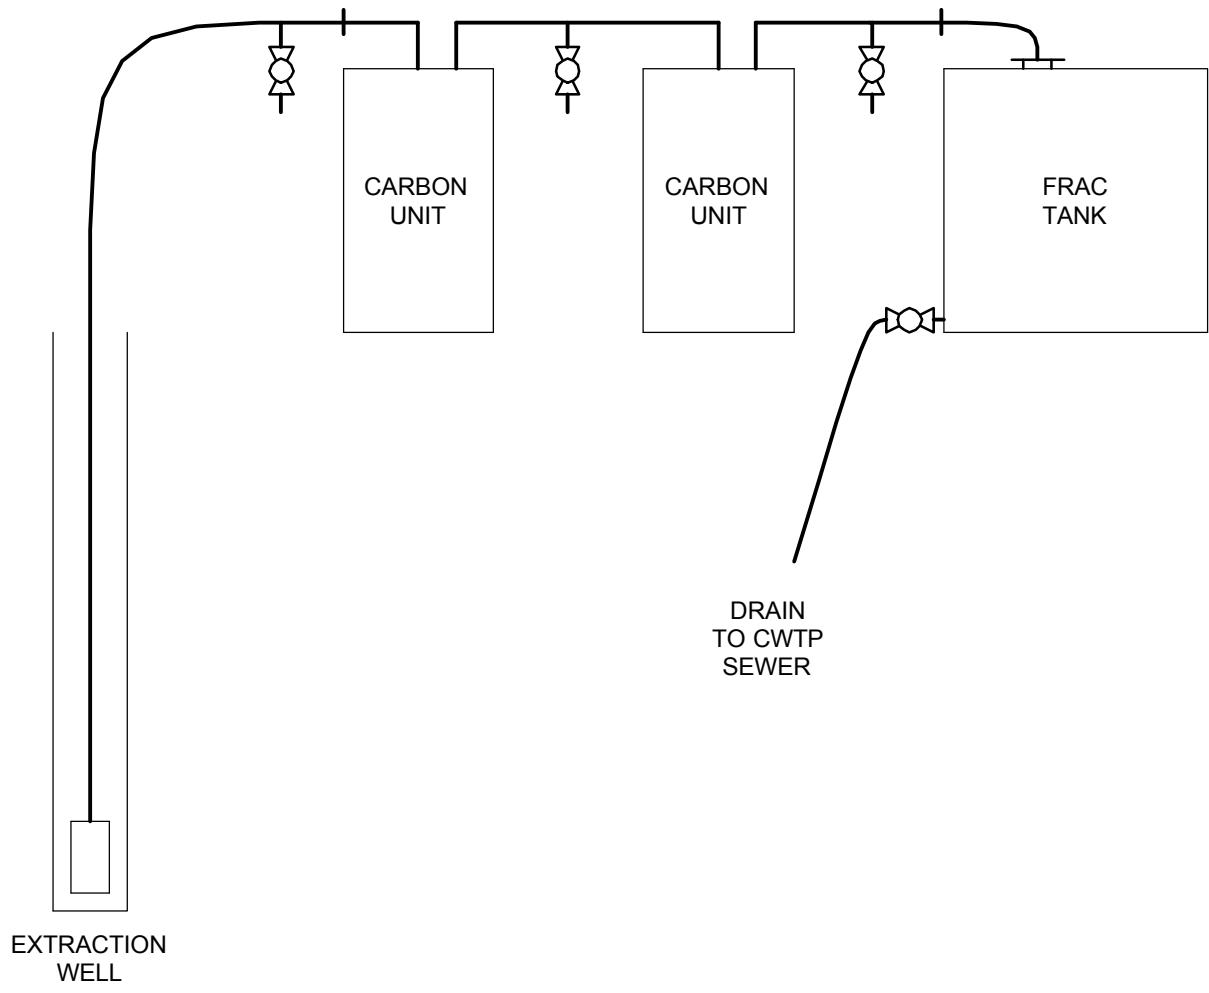 CARBON
UNIT
CARBON
UNIT
FRAC
TANK
DRAIN
TO CWTP
SEWER
EXTRACTION
WELL